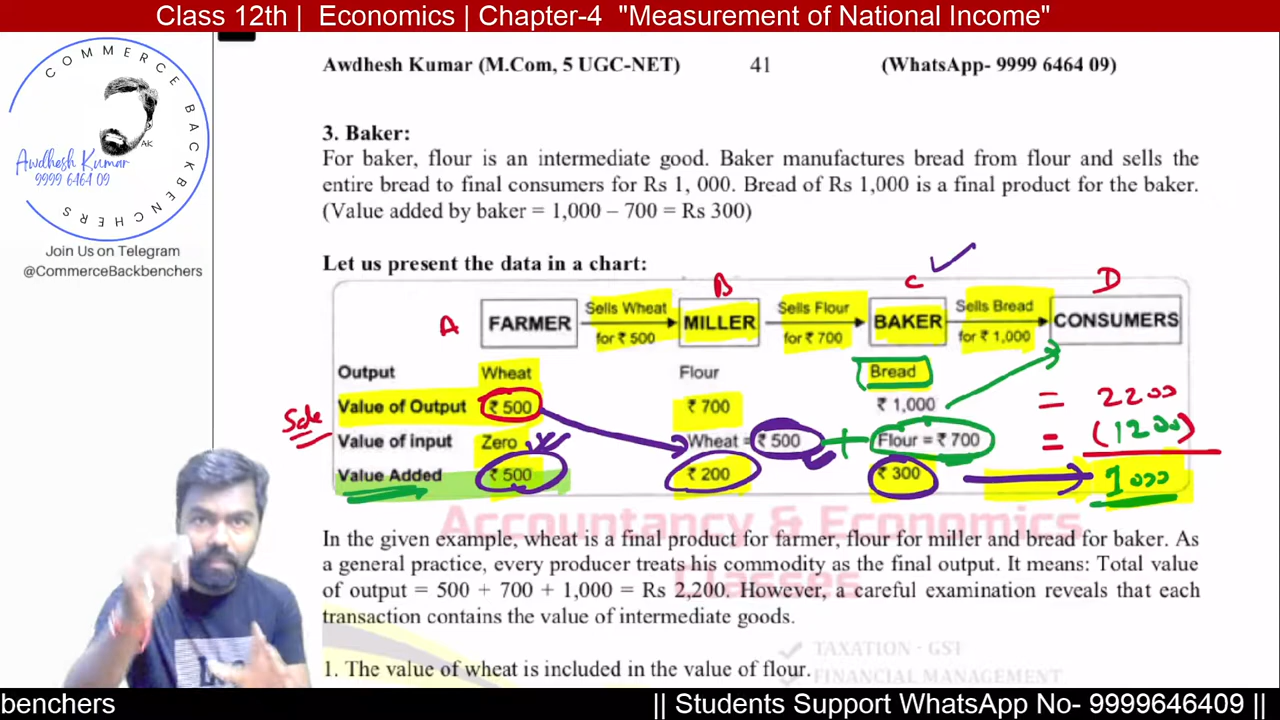 Class 12th | Economics | Chapter-4 "Measurement of National Income"
COMMERCE BACKBENCHERS
AK
Awdhesh Kumar
9999 6464 09
Join Us on Telegram
@CommerceBackbenchers
Awdhesh Kumar (M.Com, 5 UGC-NET) 41 (WhatsApp- 9999 6464 09)
3. Baker:
For baker, flour is an intermediate good. Baker manufactures bread from flour and sells the
entire bread to final consumers for Rs 1, 000. Bread of Rs 1,000 is a final product for the baker.
(Value added by baker = 1,000 – 700 = Rs 300)
Let us present the data in a chart:
B C D
Sells Wheat Sells Flour Sells Bread
A FARMER MILLER BAKER CONSUMERS
for ₹ 500 for ₹ 700 for ₹ 1,000
Output Wheat Flour Bread
Sale Value of Output ₹ 500 ₹ 700 ₹ 1,000 = 2200
Value of input Zero Wheat = ₹ 500 + Flour = ₹ 700 = (1200)
Value Added ₹ 500 ₹ 200 ₹ 300 1000
Accountancy & Economics
Classes
In the given example, wheat is a final product for farmer, flour for miller and bread for baker. As
a general practice, every producer treats his commodity as the final output. It means: Total value
of output = 500 + 700 + 1,000 = Rs 2,200. However, a careful examination reveals that each
transaction contains the value of intermediate goods.
TAXATION - GST
1. The value of wheat is included in the value of flour.
FINANCIAL MANAGEMENT
benchers || Students Support WhatsApp No- 9999646409 ||